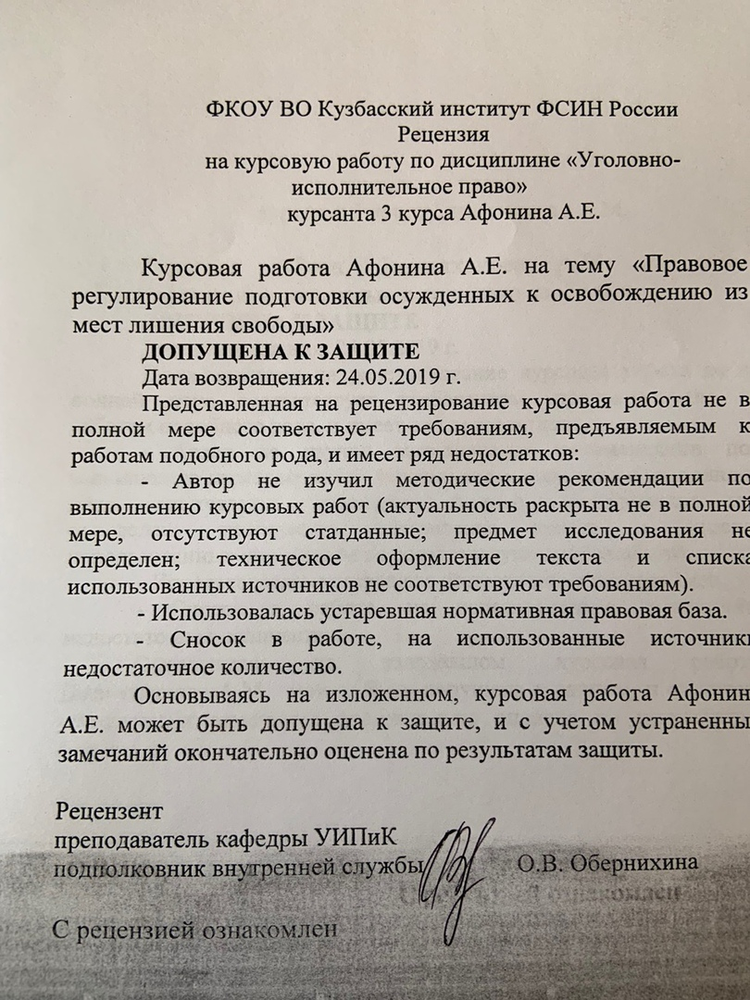 ФКОУ ВО Кузбасский институт ФСИН России
Рецензия
на курсовую работу по дисциплине «Уголовно-
исполнительное право»
курсанта 3 курса Афонина А.Е.
Курсовая работа Афонина А.Е. на тему «Правовое
регулирование подготовки осужденных к освобождению из
мест лишения свободы»
ДОПУЩЕНА К ЗАЩИТЕ
Дата возвращения: 24.05.2019 г.
Представленная на рецензирование курсовая работа не в
полной мере соответствует требованиям, предъявляемым к
работам подобного рода, и имеет ряд недостатков:
- Автор не изучил методические рекомендации по
выполнению курсовых работ (актуальность раскрыта не в полной
мере, отсутствуют статданные; предмет исследования не
определен; техническое оформление текста и списка
использованных источников не соответствуют требованиям).
- Использовалась устаревшая нормативная правовая база.
- Сносок в работе, на использованные источники
недостаточное количество.
Основываясь на изложенном, курсовая работа Афонин
А.Е. может быть допущена к защите, и с учетом устраненны
замечаний окончательно оценена по результатам защиты.
Рецензент
преподаватель кафедры УИПиК
подполковник внутренней службы О.В. Обернихина
С рецензией ознакомлен